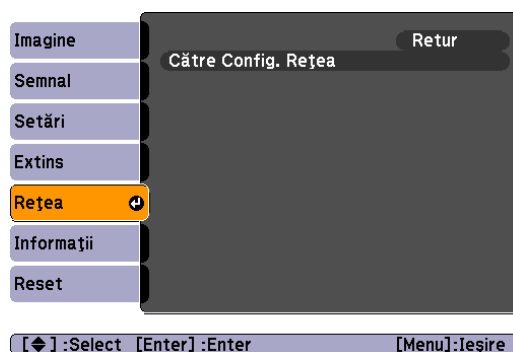 Imagine
Semnal
Setări
Extins
Reţea
Informaţii
Reset
Retur
Către Config. Reţea
[◆] :Select [Enter] :Enter [Menu]:Ieşire